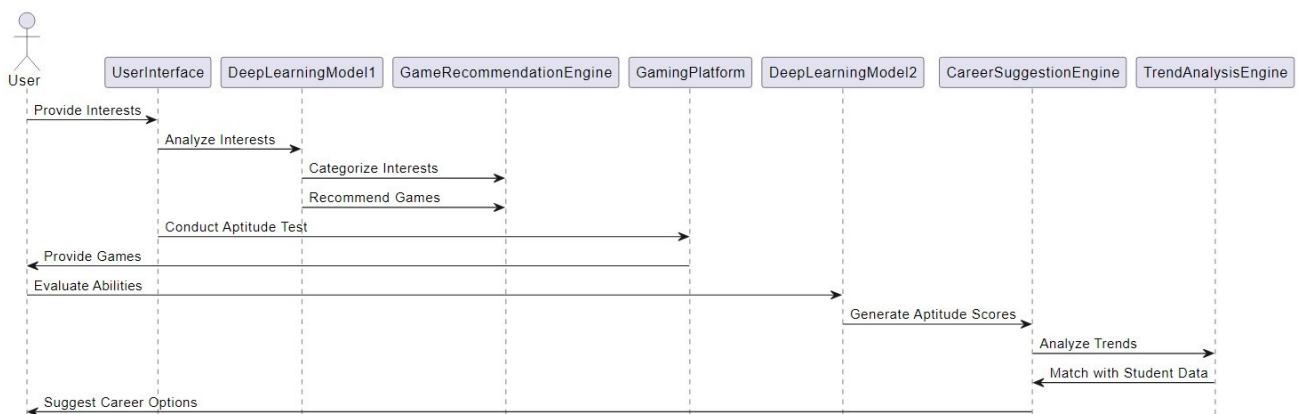 User
UserInterface
DeepLearningModel1
GameRecommendationEngine
GamingPlatform
DeepLearningModel2
CareerSuggestionEngine
TrendAnalysisEngine
Provide Interests
Analyze Interests
Categorize Interests
Recommend Games
Conduct Aptitude Test
Provide Games
Evaluate Abilities
Generate Aptitude Scores
Analyze Trends
Match with Student Data
Suggest Career Options